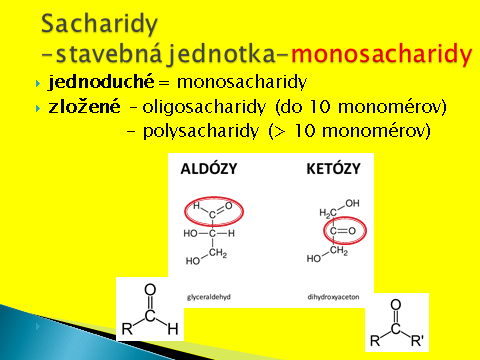 Sacharidy
-stavebná jednotka-monosacharidy
jednoduché = monosacharidy
zložené - oligosacharidy (do 10 monomérov)
- polysacharidy (> 10 monomérov)
ALDÓZY KETÓZY
H O
C
HO C H
CH2
HO
OH
H2C
C=O
CH2
HO
glyceraldehyd dihydroxyaceton
O
C
R H
O
C
R R'